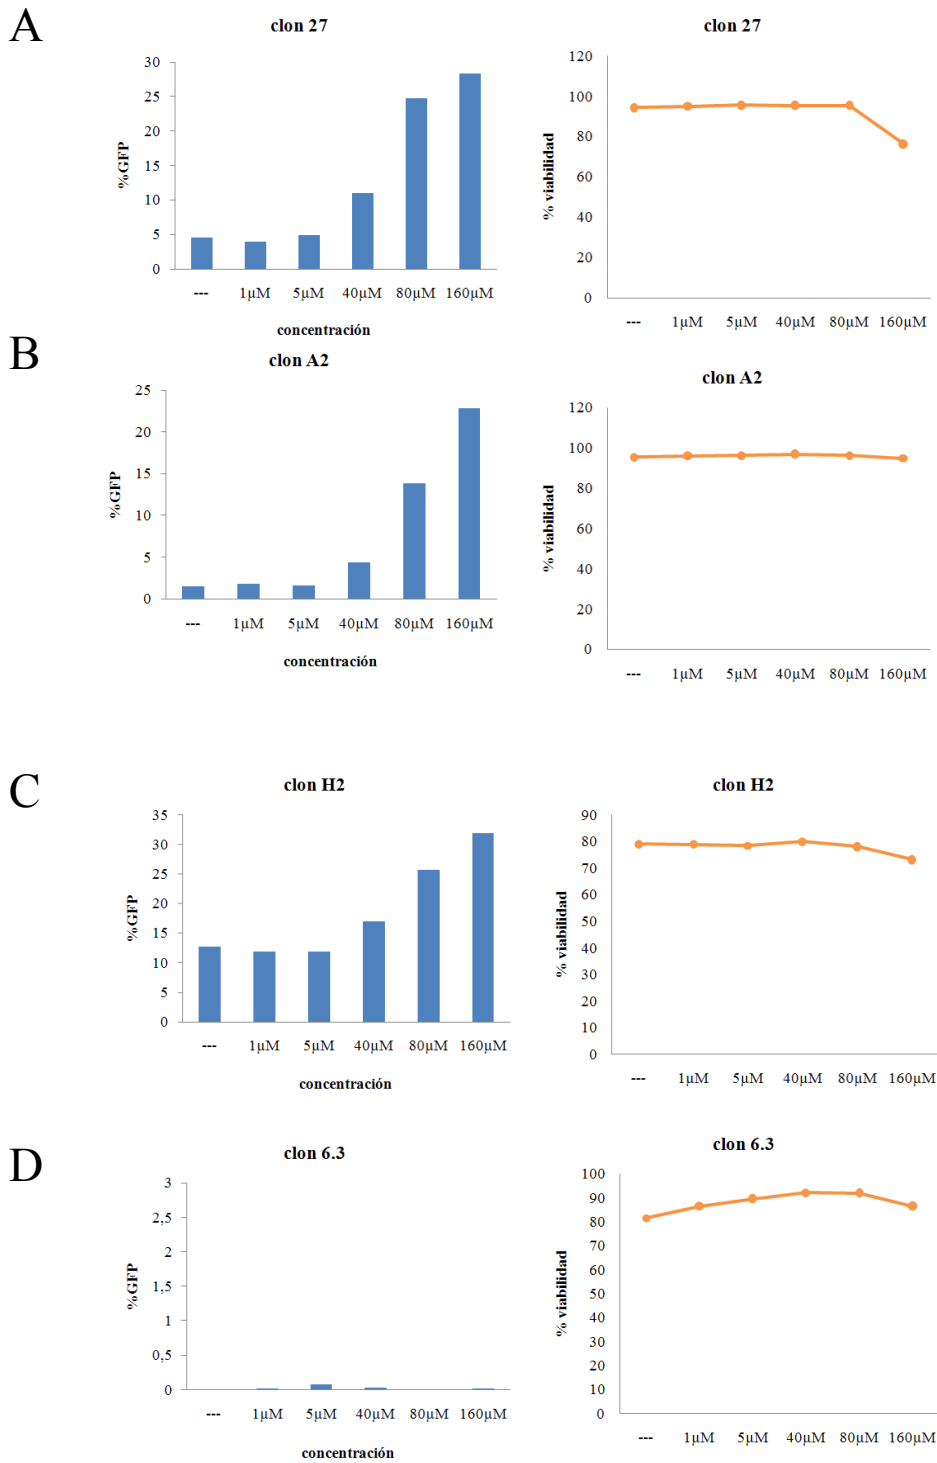 A
clon 27
30
25
20
15
10
5
0
%GFP
--- 1µM 5µM 40µM 80µM 160µM
concentración
clon 27
120
100
80
60
40
20
0
% viabilidad
--- 1µM 5µM 40µM 80µM 160µM
B
clon A2
25
20
15
10
5
0
%GFP
--- 1µM 5µM 40µM 80µM 160µM
concentración
clon A2
120
100
80
60
40
20
0
% viabilidad
--- 1µM 5µM 40µM 80µM 160µM
C
clon H2
35
30
25
20
15
10
5
0
%GFP
--- 1µM 5µM 40µM 80µM 160µM
concentración
clon H2
90
80
70
60
50
40
30
20
10
0
% viabilidad
--- 1µM 5µM 40µM 80µM 160µM
D
clon 6.3
3
2,5
2
1,5
1
0,5
0
%GFP
--- 1µM 5µM 40µM 80µM 160µM
concentración
clon 6.3
100
90
80
70
60
50
40
30
20
10
0
% viabilidad
--- 1µM 5µM 40µM 80µM 160µM